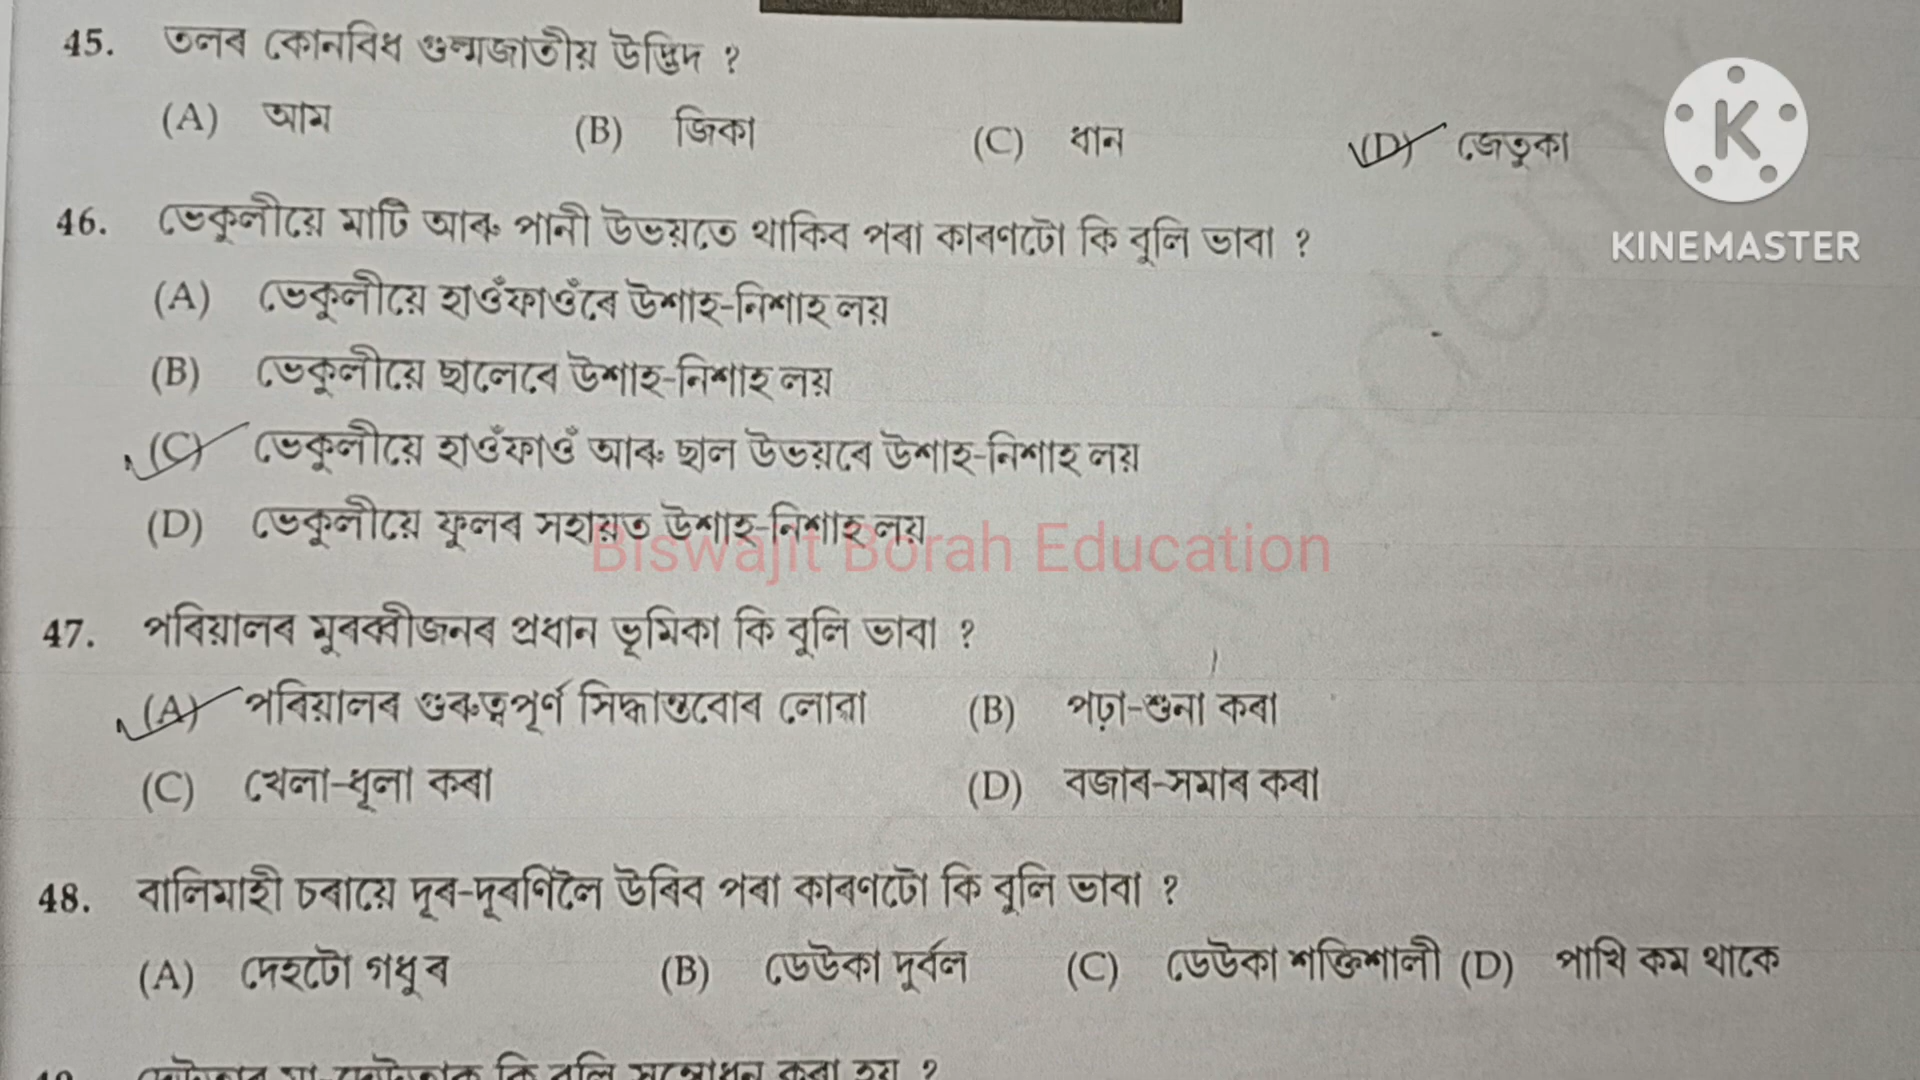 45. তলৰ কোনবিধ গুল্মজাতীয় উদ্ভিদ ?
(A) আম (B) জিকা (C) ধান (D) জেতুকা
K
KINEMASTER
46. ভেকুলীয়ে মাটি আৰু পানী উভয়তে থাকিব পৰা কাৰণটো কি বুলি ভাবা ?
(A) ভেকুলীয়ে হাওঁফাওঁৰে উশাহ-নিশাহ লয়
(B) ভেকুলীয়ে ছালেৰে উশাহ-নিশাহ লয়
(C) ভেকুলীয়ে হাওঁফাওঁ আৰু ছাল উভয়ৰে উশাহ-নিশাহ লয়
(D) ভেকুলীয়ে ফুলৰ সহায়ত উশাহ-নিশাহ লয়
Biswajit Borah Education
47. পৰিয়ালৰ মুৰব্বীজনৰ প্ৰধান ভূমিকা কি বুলি ভাবা ?
(A) পৰিয়ালৰ গুৰুত্বপূৰ্ণ সিদ্ধান্তবোৰ লোৱা (B) পঢ়া-শুনা কৰা
(C) খেলা-ধূলা কৰা (D) বজাৰ-সমাৰ কৰা
48. বালিমাহী চৰায়ে দূৰ-দূৰণিলৈ উৰিব পৰা কাৰণটো কি বুলি ভাবা ?
(A) দেহটো গধুৰ (B) ডেউকা দুৰ্বল (C) ডেউকা শক্তিশালী (D) পাখি কম থাকে